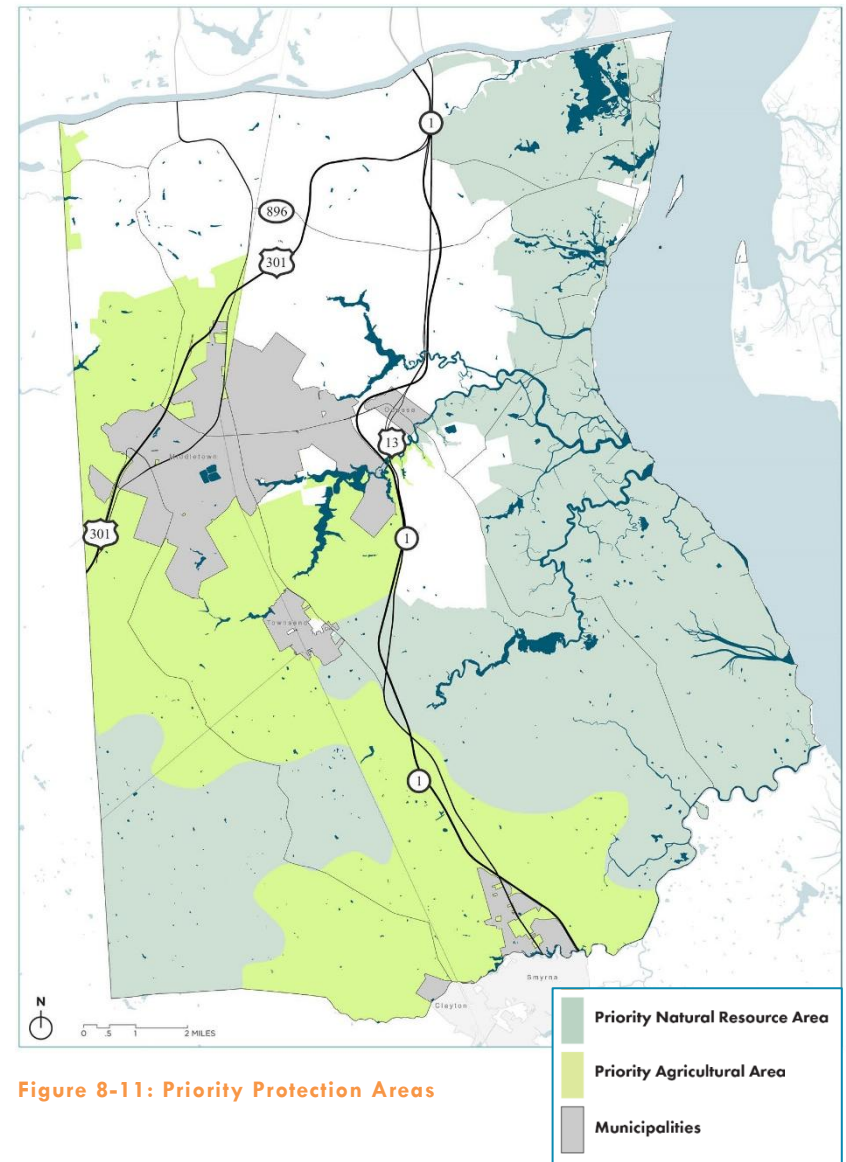 1
896
301
Odessa
13
Middletown
301
1
Townsend
1
Smyrna
Clayton
N
0 .5 1 2 MILES
Priority Natural Resource Area
Priority Agricultural Area
Municipalities
Figure 8-11: Priority Protection Areas